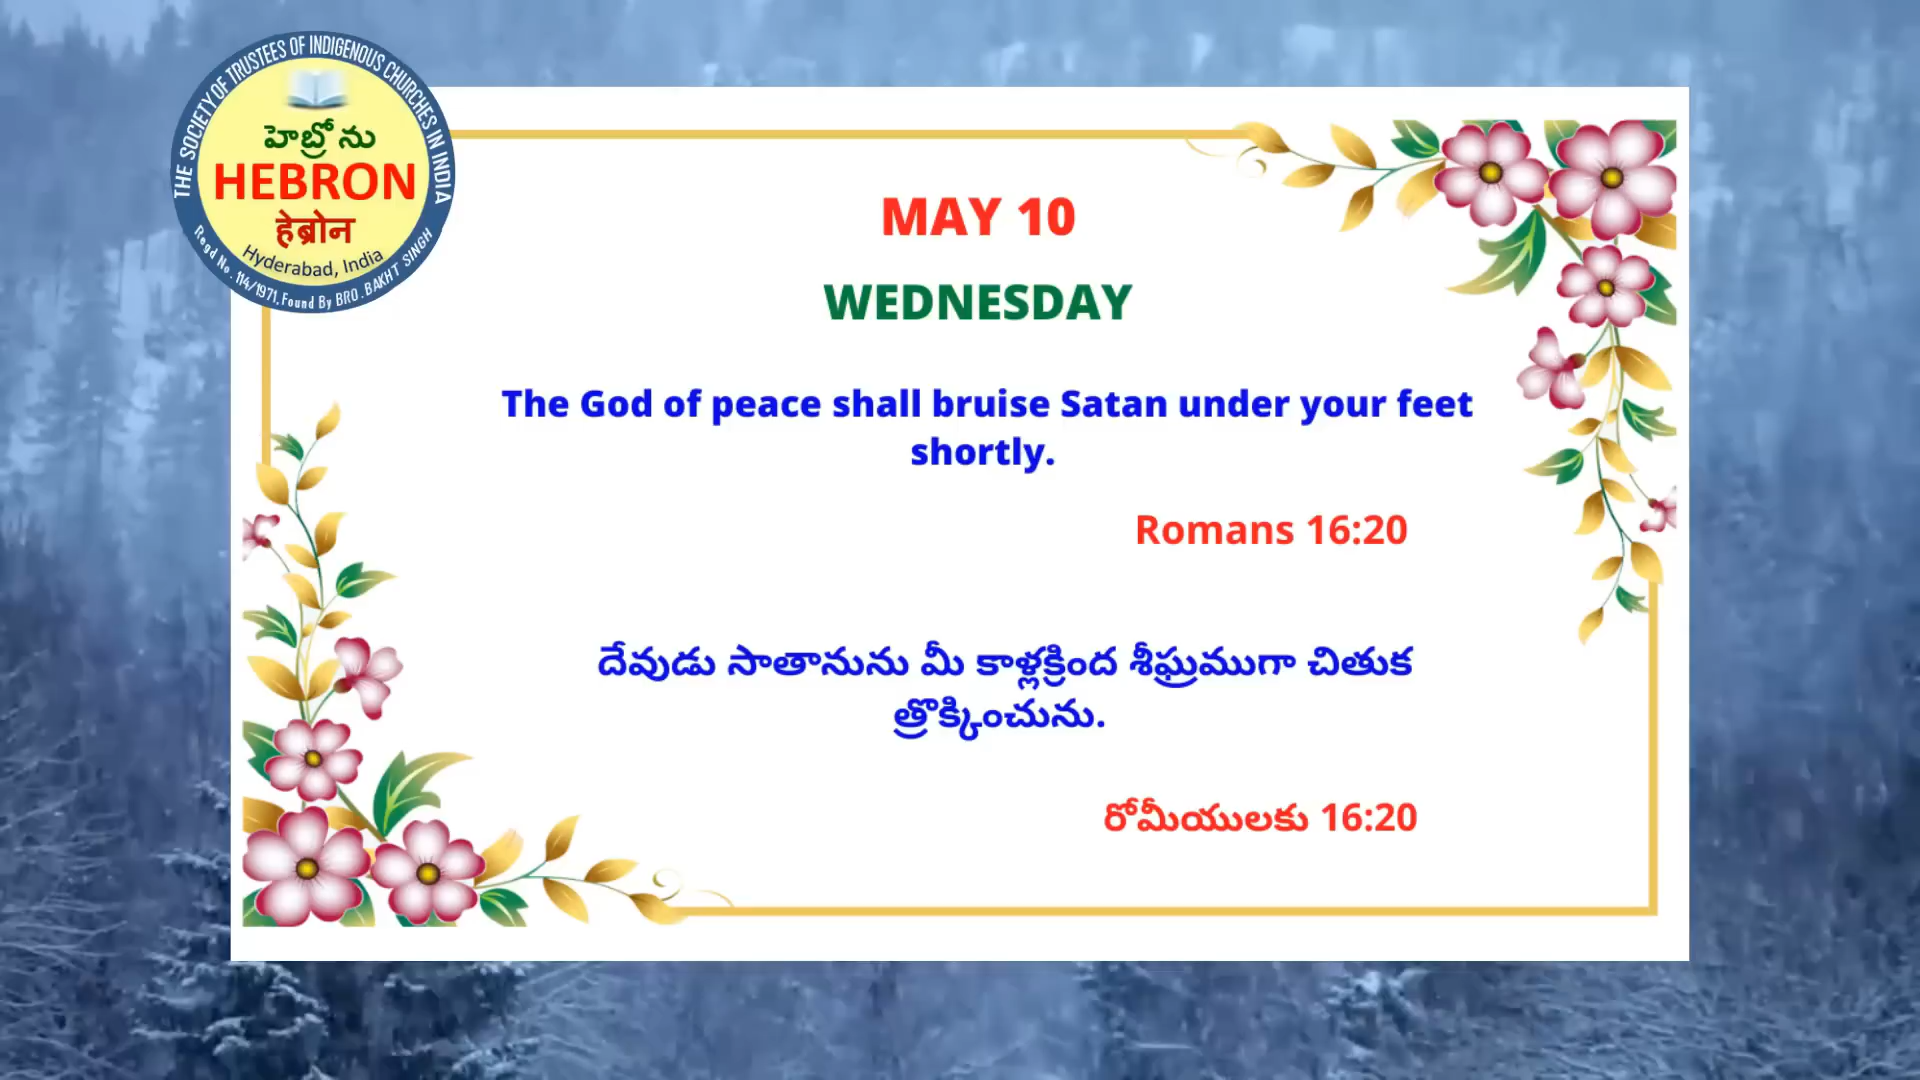 THE SOCIETY OF TRUSTEES OF INDIGENOUS CHURCHES IN INDIA
హెబ్రోను
HEBRON
हेब्रोन
Hyderabad, India
Regd No. 114/1971, Found By BRO. BAKHT SINGH
MAY 10
WEDNESDAY
The God of peace shall bruise Satan under your feet
shortly.
Romans 16:20
దేవుడు సాతానును మీ కాళ్లక్రింద శీఘ్రముగా చితుక
త్రొక్కించును.
రోమీయులకు 16:20